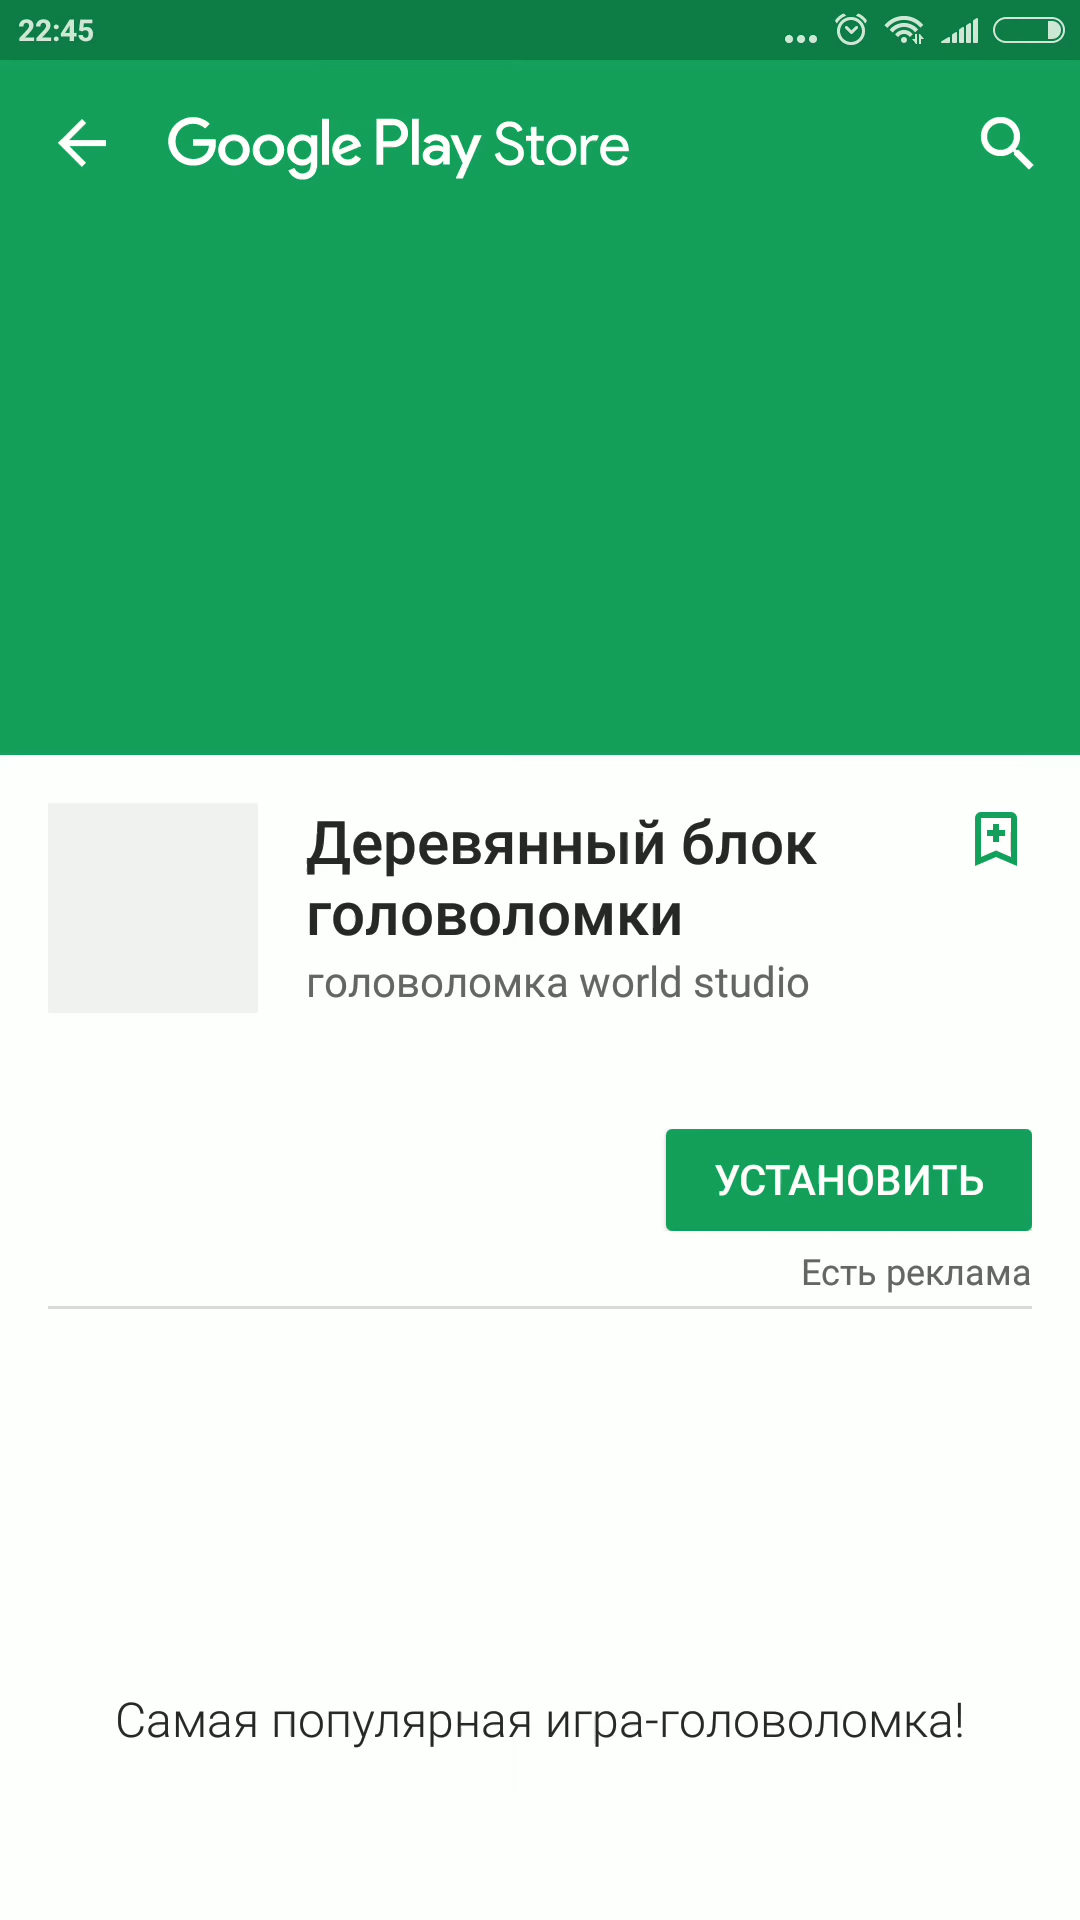 22:45
Google Play Store
Деревянный блок
головоломки
головоломка world studio
УСТАНОВИТЬ
Есть реклама
Самая популярная игра-головоломка!